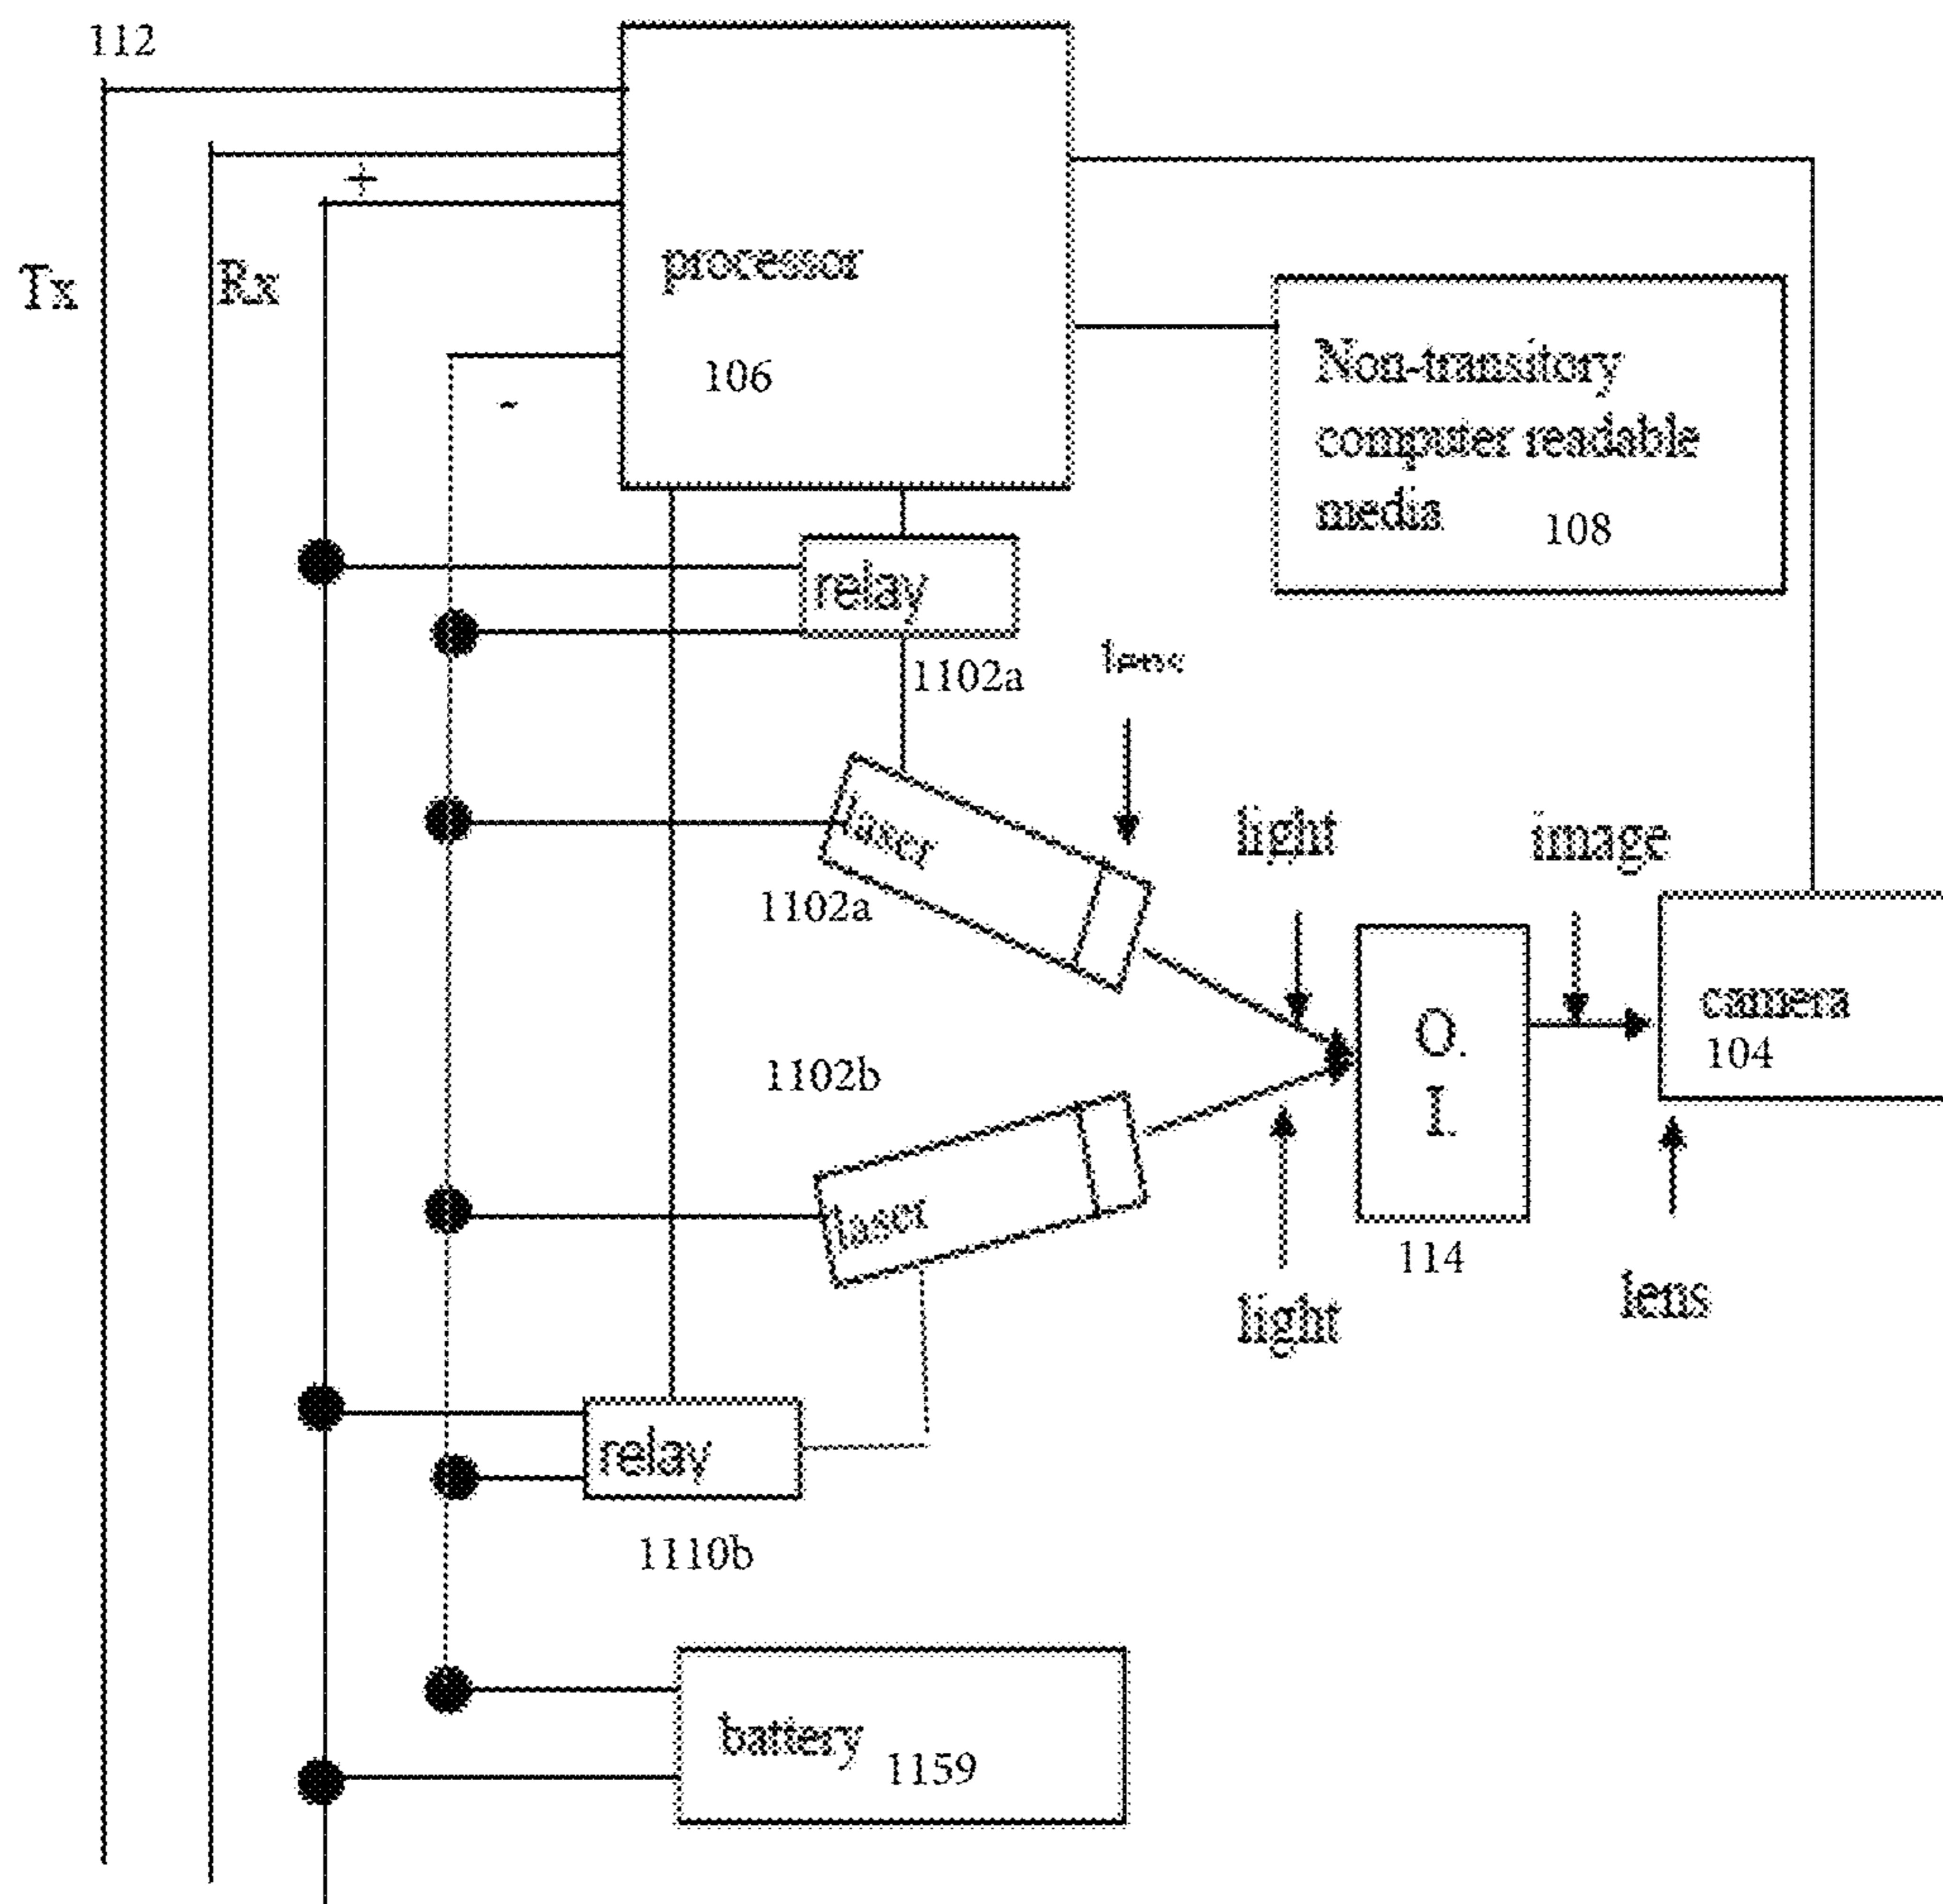 112
+
Tx
Rx
processor
106
-
Non-transitory
computer readable
media
108
relay
1102a
lens
laser
light
image
1102a
camera
104
O.
I.
1102b
laser
114
light
lens
relay
1110b
battery
1159